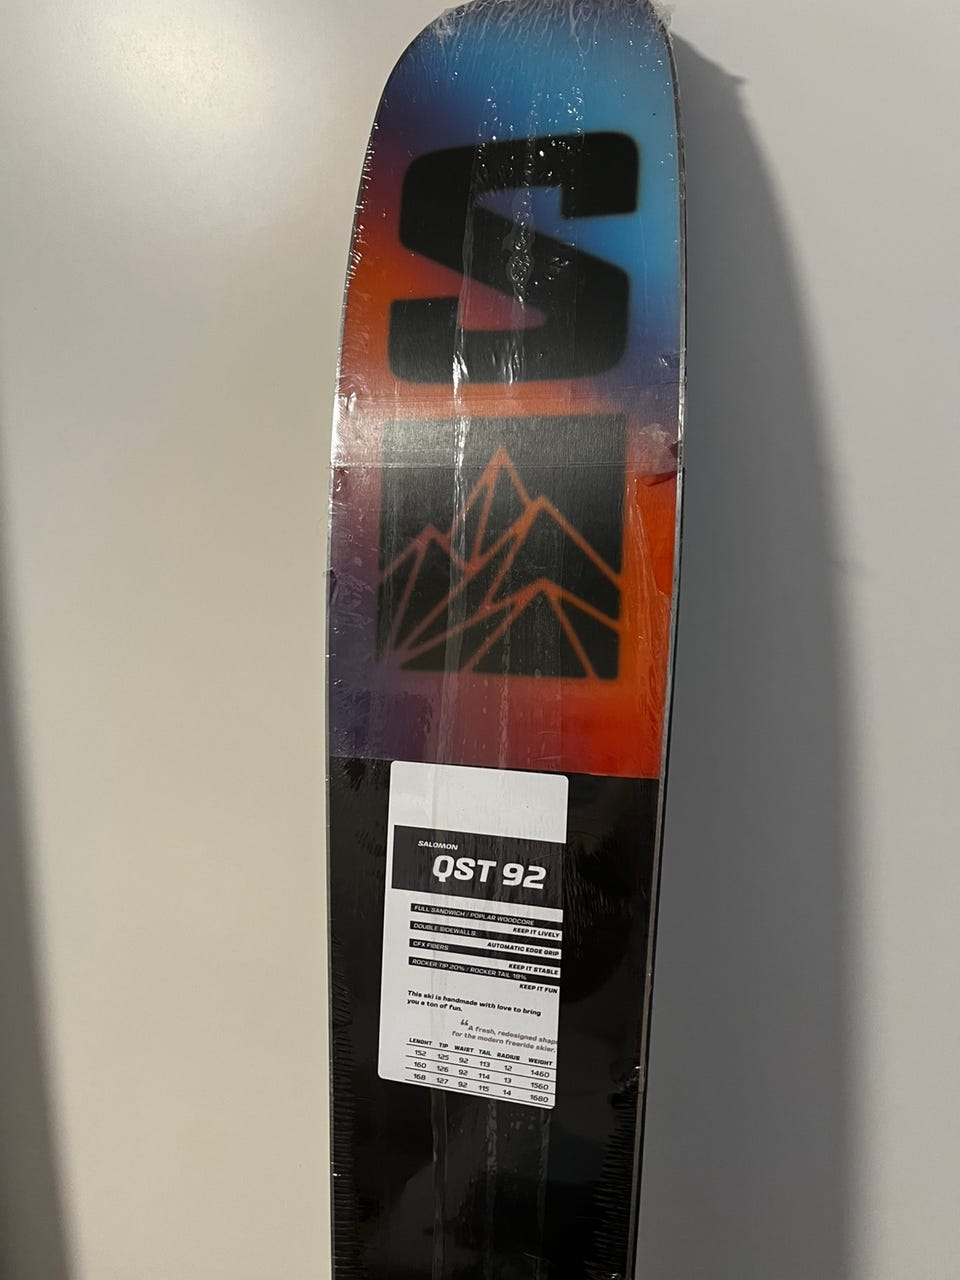 S
SALOMON
QST 92
FULL SANDWICH / POPLAR WOODCORE
KEEP IT LIVELY
DOUBLE SIDEWALLS
AUTOMATIC EDGE GRIP
CFX FIBERS
KEEP IT STABLE
ROCKER TIP 20% / ROCKER TAIL 18%
KEEP IT FUN
This ski is handmade with love to bring
you a ton of fun.
“A fresh, redesigned shape
for the modern freeride skier.
LENGHT TIP WAIST TAIL RADIUS WEIGHT
152 125 92 113 12 1460
160 126 92 114 13 1560
168 127 92 115 14 1680